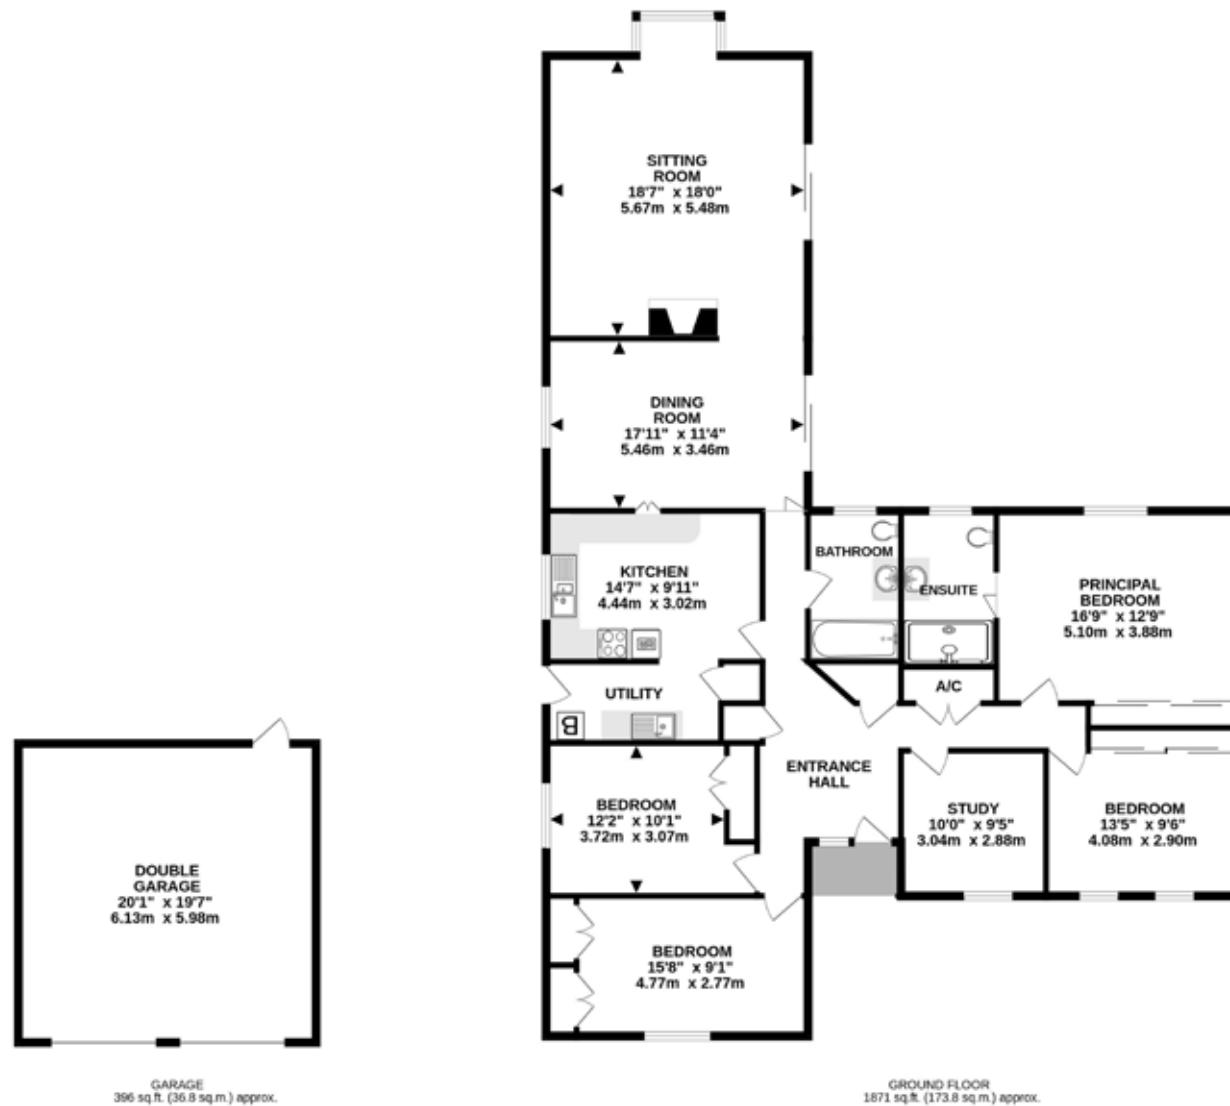 SITTING
ROOM
18'7" x 18'0"
5.67m x 5.48m
DINING
ROOM
17'11" x 11'4"
5.46m x 3.46m
KITCHEN
14'7" x 9'11"
4.44m x 3.02m
BATHROOM
ENSUITE
PRINCIPAL
BEDROOM
16'9" x 12'9"
5.10m x 3.88m
UTILITY
A/C
B
ENTRANCE
HALL
BEDROOM
12'2" x 10'1"
3.72m x 3.07m
STUDY
10'0" x 9'5"
3.04m x 2.88m
BEDROOM
13'5" x 9'6"
4.08m x 2.90m
DOUBLE
GARAGE
20'1" x 19'7"
6.13m x 5.98m
BEDROOM
15'8" x 9'1"
4.77m x 2.77m
GARAGE
396 sq.ft. (36.8 sq.m.) approx.
GROUND FLOOR
1871 sq.ft. (173.8 sq.m.) approx.